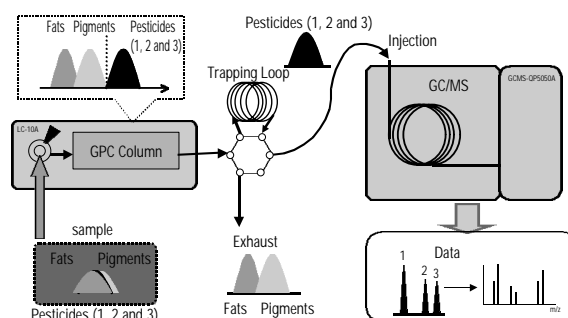 Fats Pigments Pesticides
(1, 2 and 3)
Pesticides (1, 2 and 3)
Injection
Trapping Loop
LC-10A
GPC Column
GC/MS
GCMS-QP5050A
sample
Fats Pigments
Pesticides (1, 2 and 3)
Exhaust
Fats Pigments
Data
1
2 3
m/z